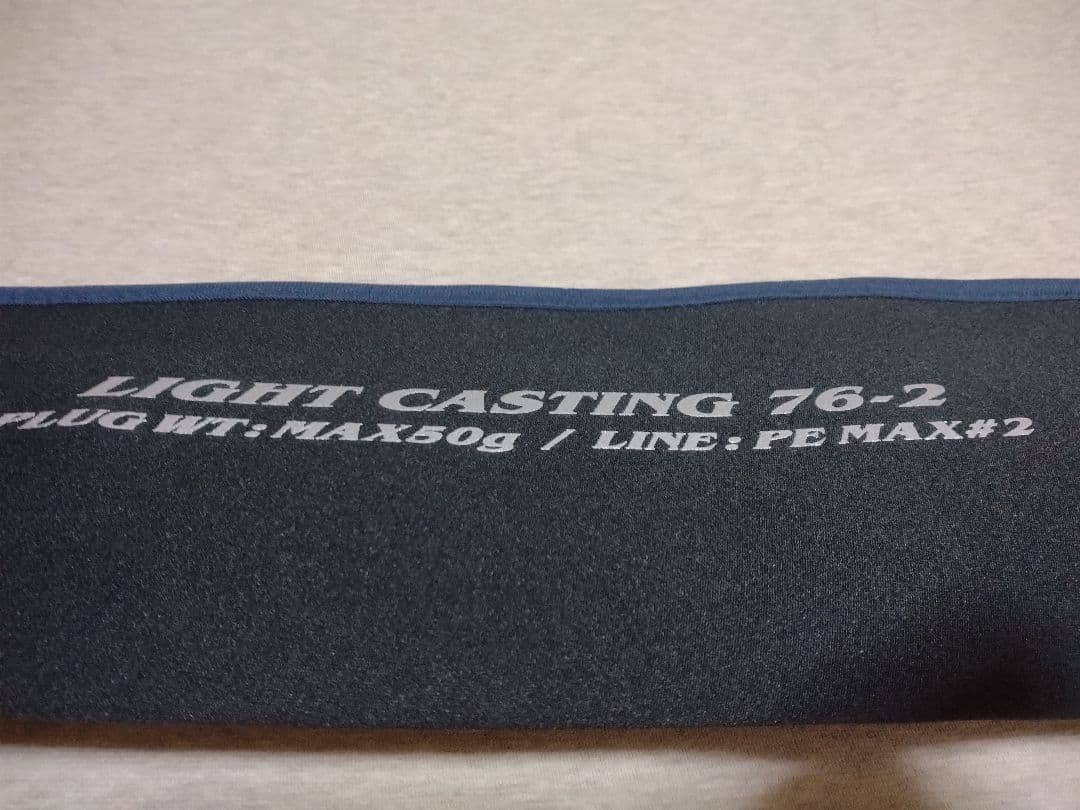 LIGHT CASTING 76-2
PLUG WT : MAX50g / LINE : PE MAX#2